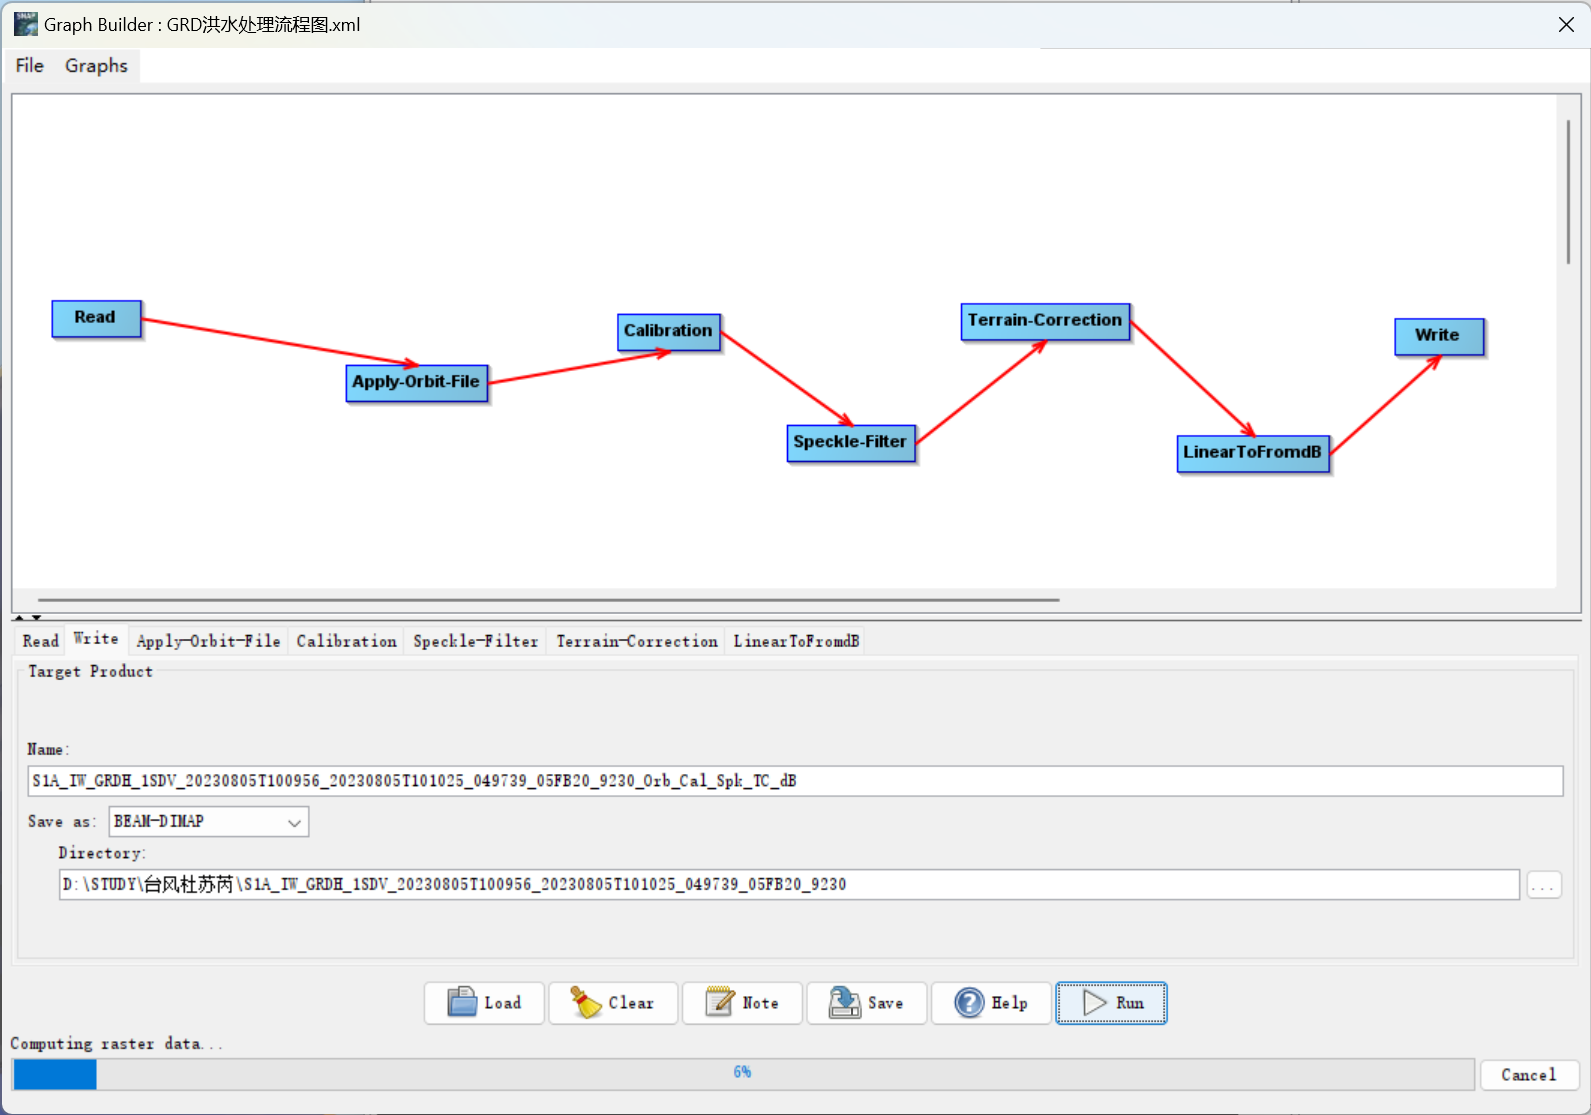 Graph Builder : GRD洪水处理流程图.xml
File Graphs
Read
Apply-Orbit-File
Calibration
Speckle-Filter
Terrain-Correction
LinearToFromdB
Write
Read Write Apply-Orbit-File Calibration Speckle-Filter Terrain-Correction LinearToFromdB
Target Product
Name:
S1A_IW_GRDH_1SDV_20230805T100956_20230805T101025_049739_05FB20_9230_Orb_Cal_Spk_TC_dB
Save as: BEAM-DIMAP
Directory:
D:\STUDY\台风杜苏芮\S1A_IW_GRDH_1SDV_20230805T100956_20230805T101025_049739_05FB20_9230
...
Load Clear Note Save Help Run
Computing raster data...
6%
Cancel